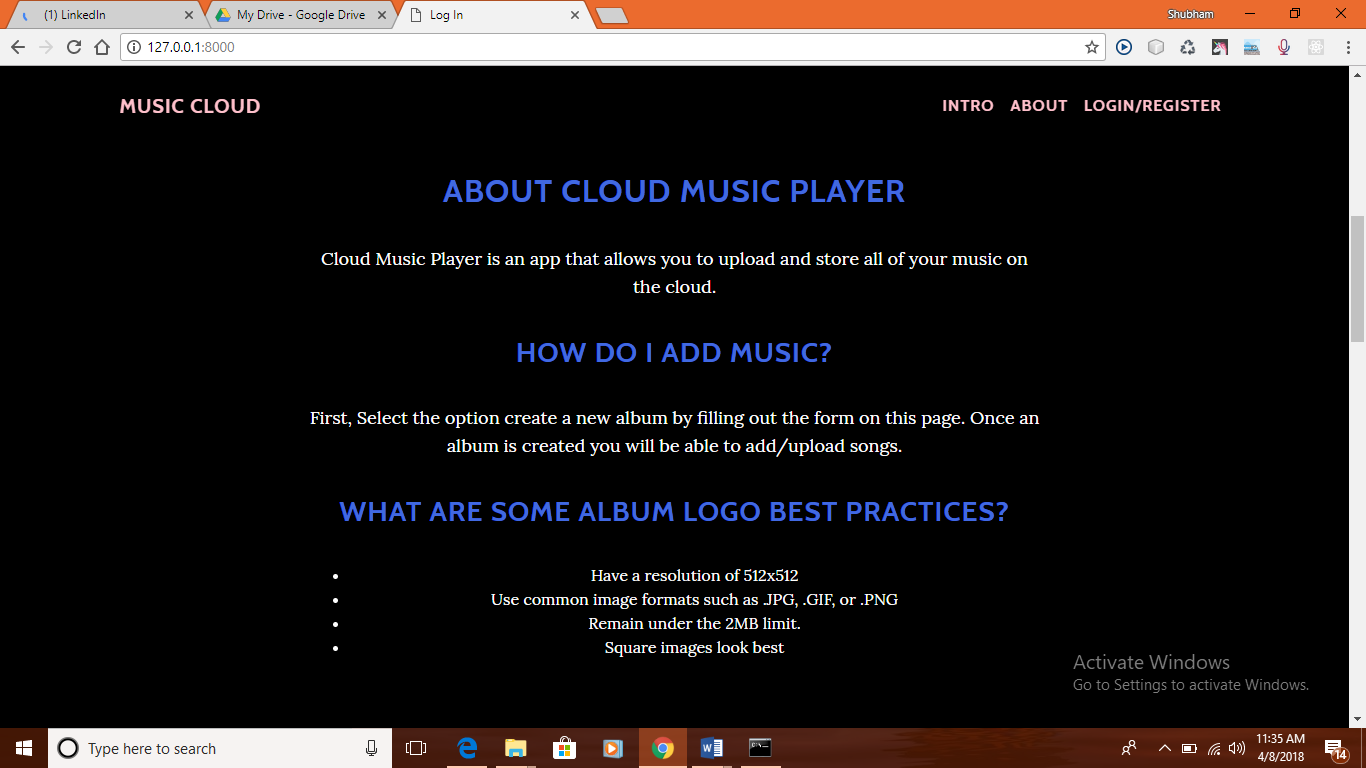 (1) LinkedIn
My Drive - Google Drive
Log In
Shubham
127.0.0.1:8000
MUSIC CLOUD
INTRO ABOUT LOGIN/REGISTER
ABOUT CLOUD MUSIC PLAYER
Cloud Music Player is an app that allows you to upload and store all of your music on
the cloud.
HOW DO I ADD MUSIC?
First, Select the option create a new album by filling out the form on this page. Once an
album is created you will be able to add/upload songs.
WHAT ARE SOME ALBUM LOGO BEST PRACTICES?
• Have a resolution of 512x512
• Use common image formats such as .JPG, .GIF, or .PNG
• Remain under the 2MB limit.
• Square images look best
Activate Windows
Go to Settings to activate Windows.
Type here to search
11:35 AM
4/8/2018
14